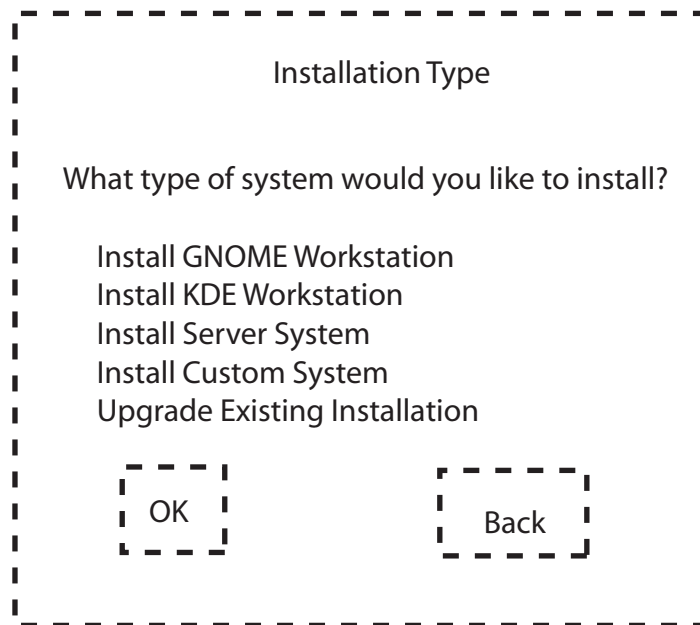 Installation Type
What type of system would you like to install?
Install GNOME Workstation
Install KDE Workstation
Install Server System
Install Custom System
Upgrade Existing Installation
OK
Back